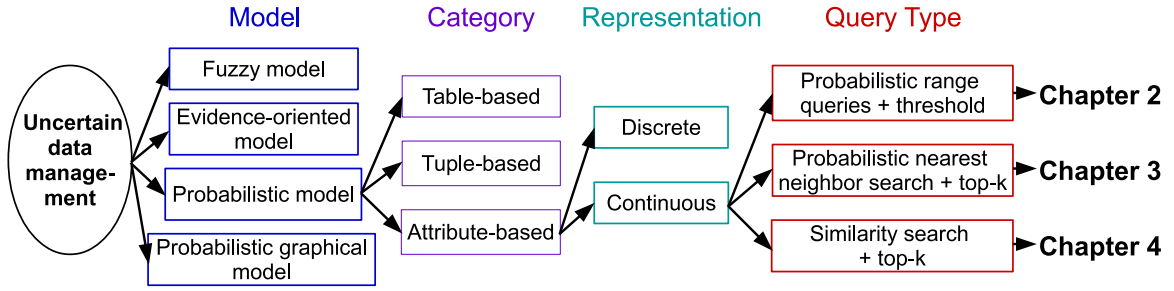 Model
Category
Representation
Query Type
Uncertain
data
manage-
ment
Fuzzy model
Evidence-oriented
model
Probabilistic model
Probabilistic graphical
model
Table-based
Tuple-based
Attribute-based
Discrete
Continuous
Probabilistic range
queries + threshold
Probabilistic nearest
neighbor search + top-k
Similarity search
+ top-k
Chapter 2
Chapter 3
Chapter 4